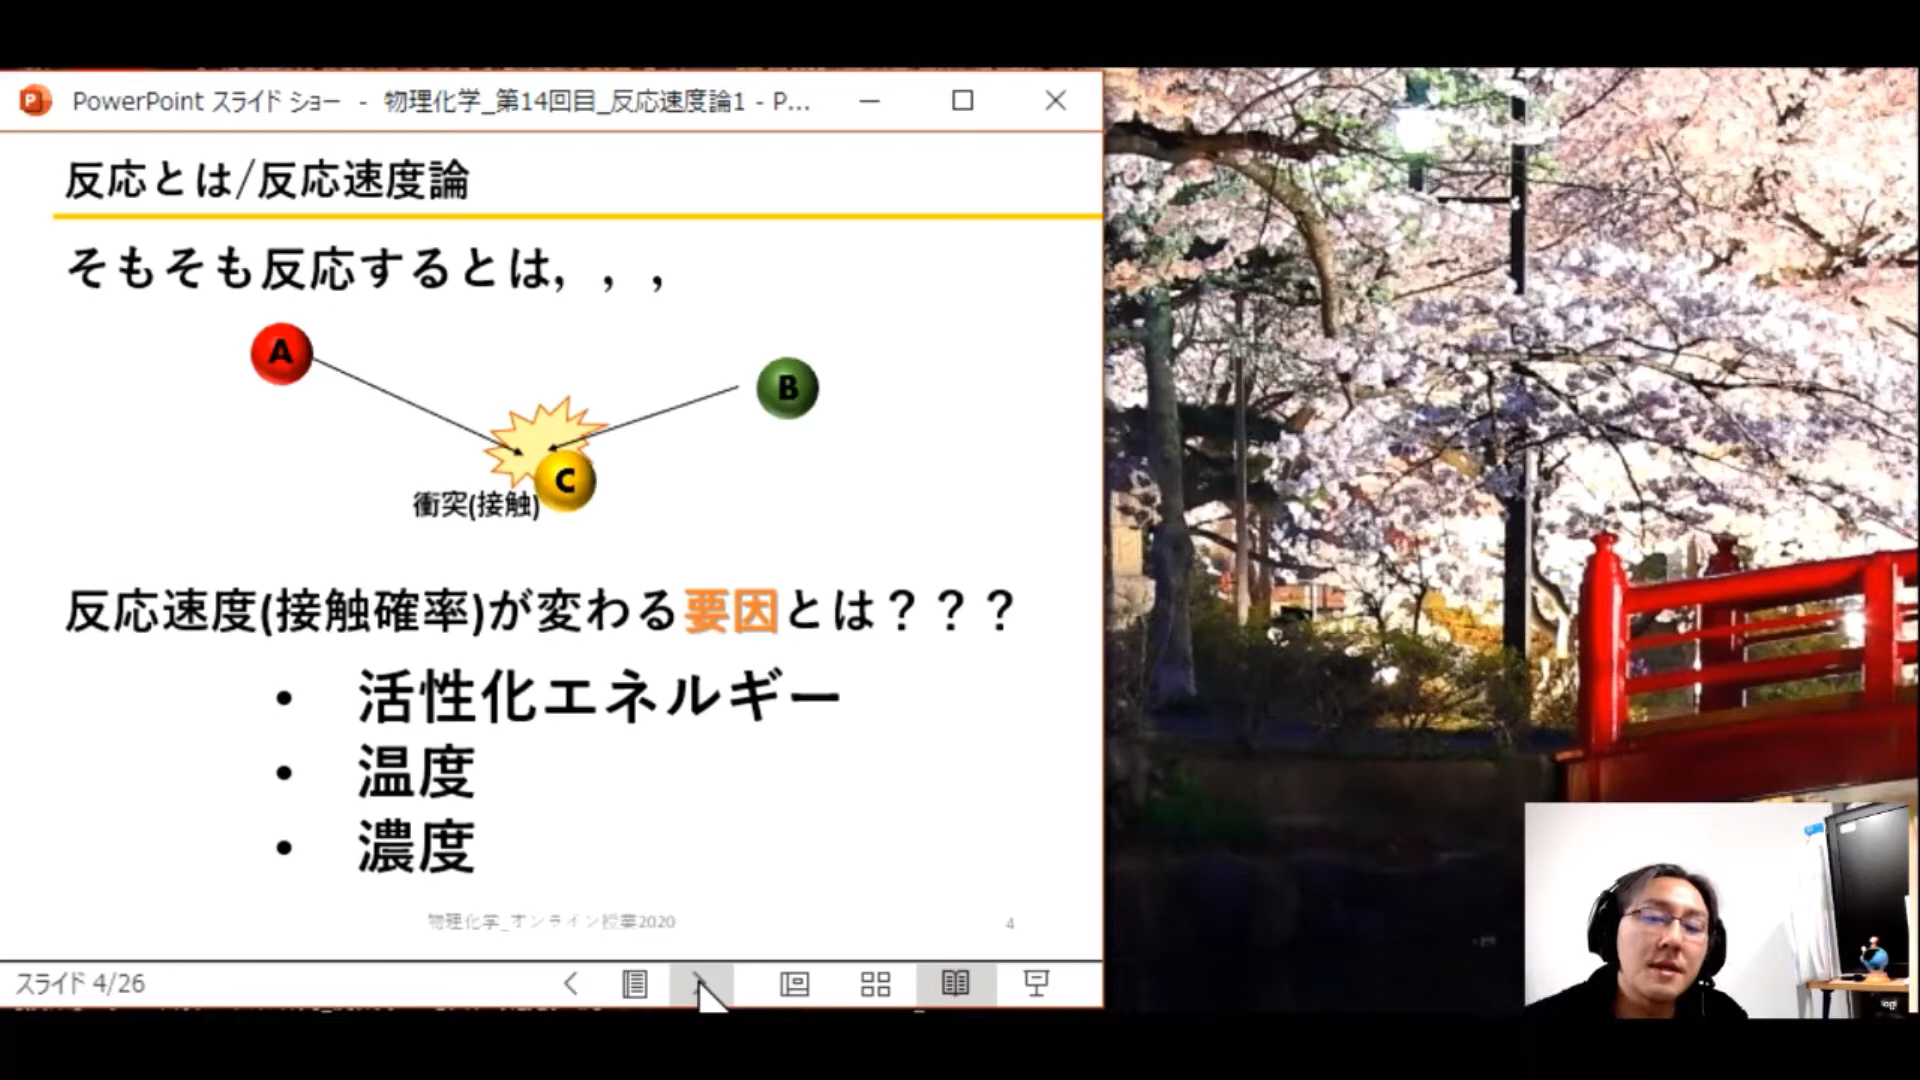 PowerPoint スライド ショー - 物理化学_第14回目_反応速度論1 - P...
反応とは/反応速度論
そもそも反応するとは，，，
A
B
C
衝突(接触)
反応速度(接触確率)が変わる要因とは？？？
• 活性化エネルギー
• 温度
• 濃度
物理化学_オンライン授業2020
4
スライド 4/26